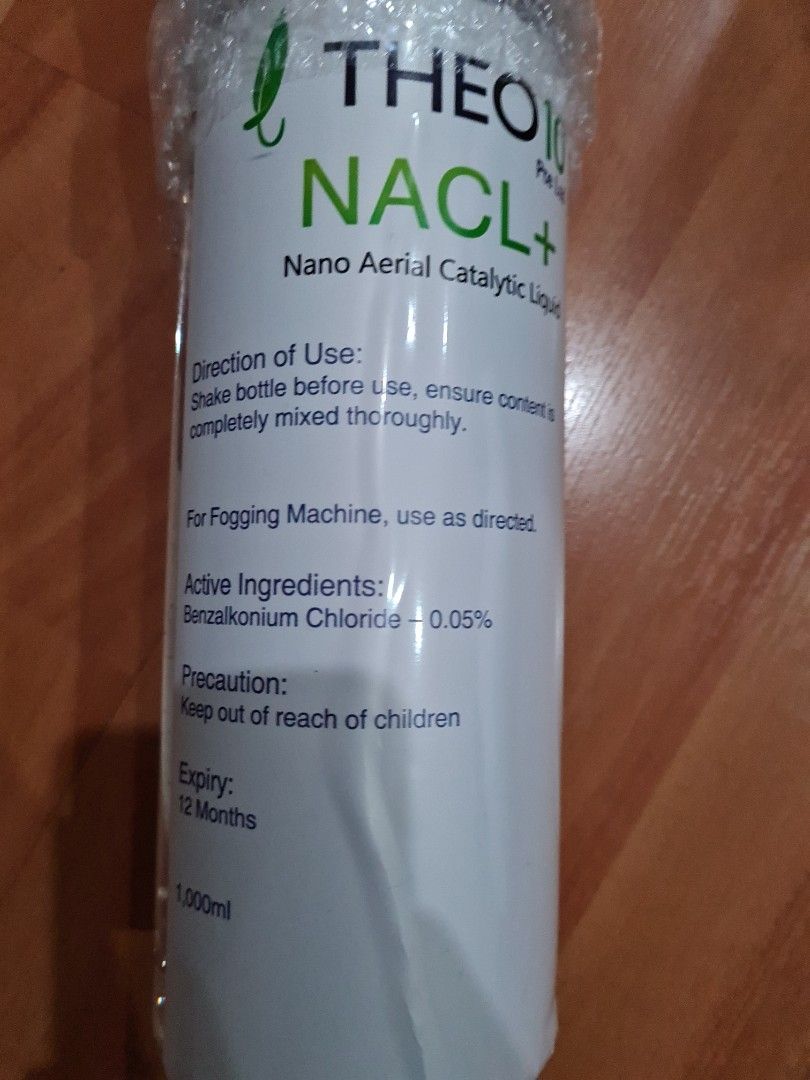 THEO10
Pte Ltd
NACL+
Nano Aerial Catalytic Liquid
Direction of Use:
Shake bottle before use, ensure content is
completely mixed thoroughly.
For Fogging Machine, use as directed.
Active Ingredients:
Benzalkonium Chloride – 0.05%
Precaution:
Keep out of reach of children
Expiry:
12 Months
1,000ml